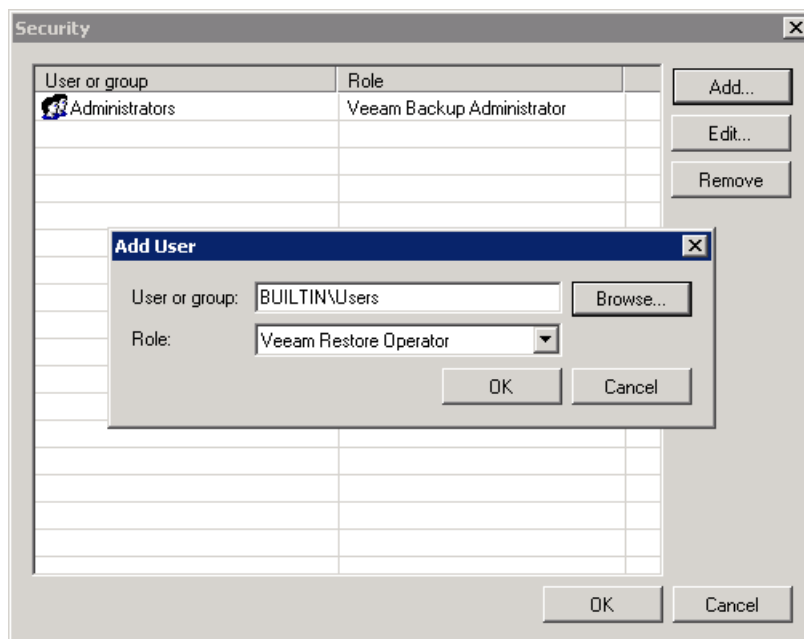 Security
User or group Role
Administrators Veeam Backup Administrator
Add...
Edit...
Remove
Add User
User or group: BUILTIN\Users Browse...
Role: Veeam Restore Operator
OK Cancel
OK Cancel